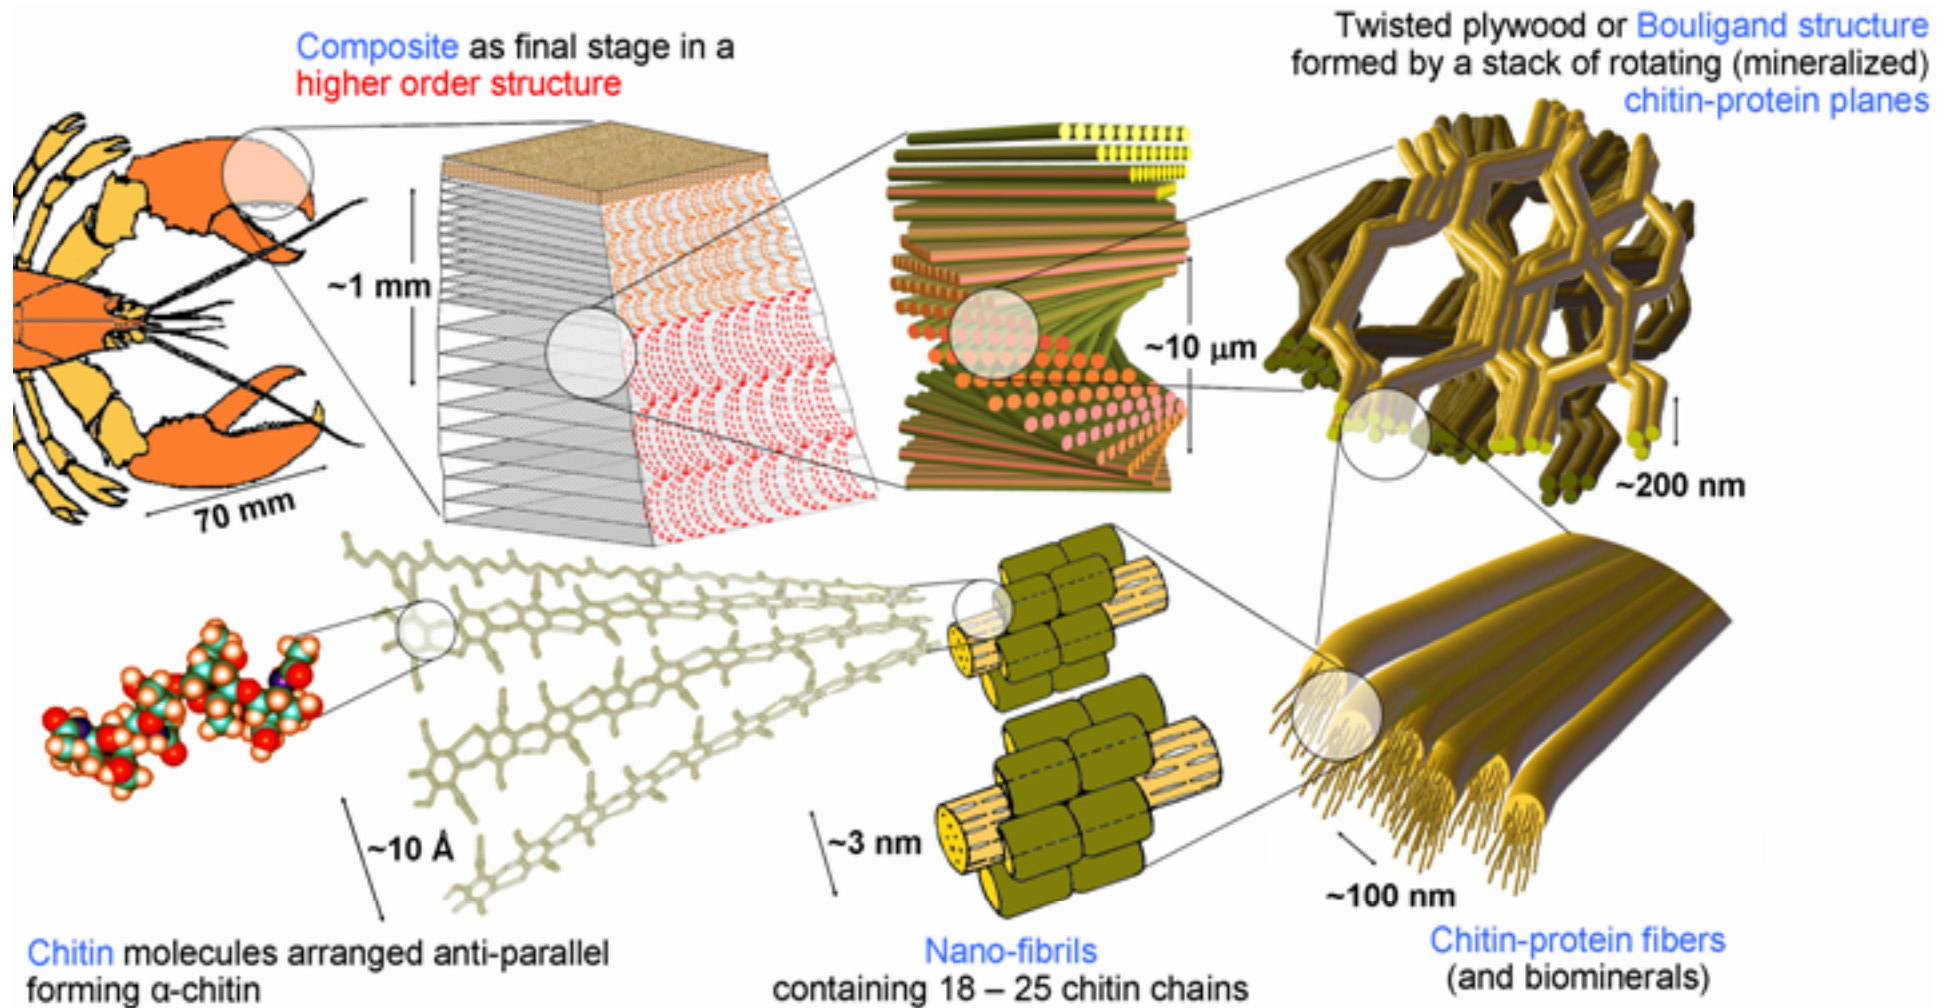 Composite as final stage in a
higher order structure
Twisted plywood or Bouligand structure
formed by a stack of rotating (mineralized)
chitin-protein planes
~1 mm
~10 μm
~200 nm
70 mm
~10 Å
~3 nm
~100 nm
Chitin molecules arranged anti-parallel
forming α-chitin
Nano-fibrils
containing 18 – 25 chitin chains
Chitin-protein fibers
(and biominerals)